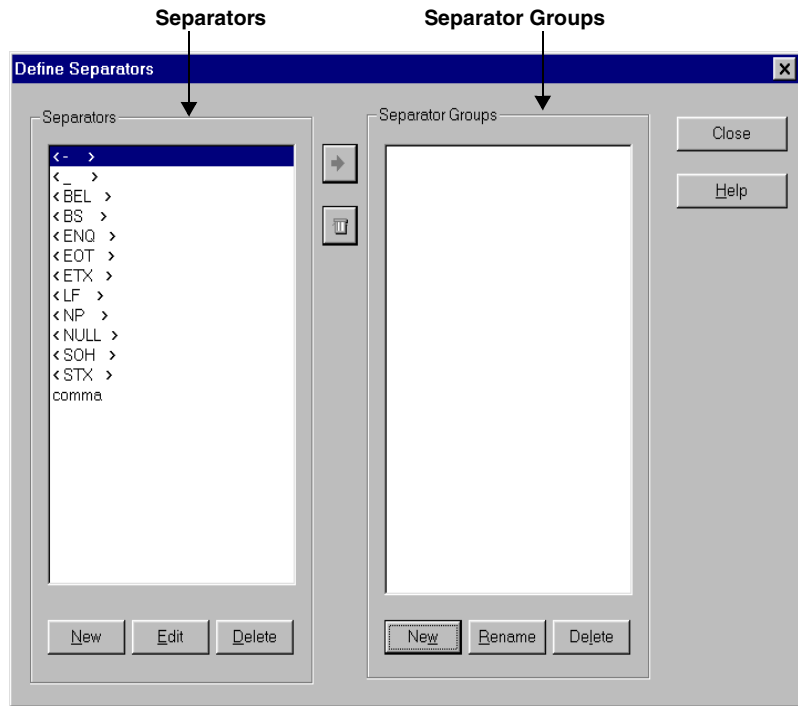 Separators
Separator Groups
Define Separators
Separators
< - >
< _ >
< BEL >
< BS >
< ENQ >
< EOT >
< ETX >
< LF >
< NP >
< NULL >
< SOH >
< STX >
comma
New
Edit
Delete
Separator Groups
New
Rename
Delete
Close
Help